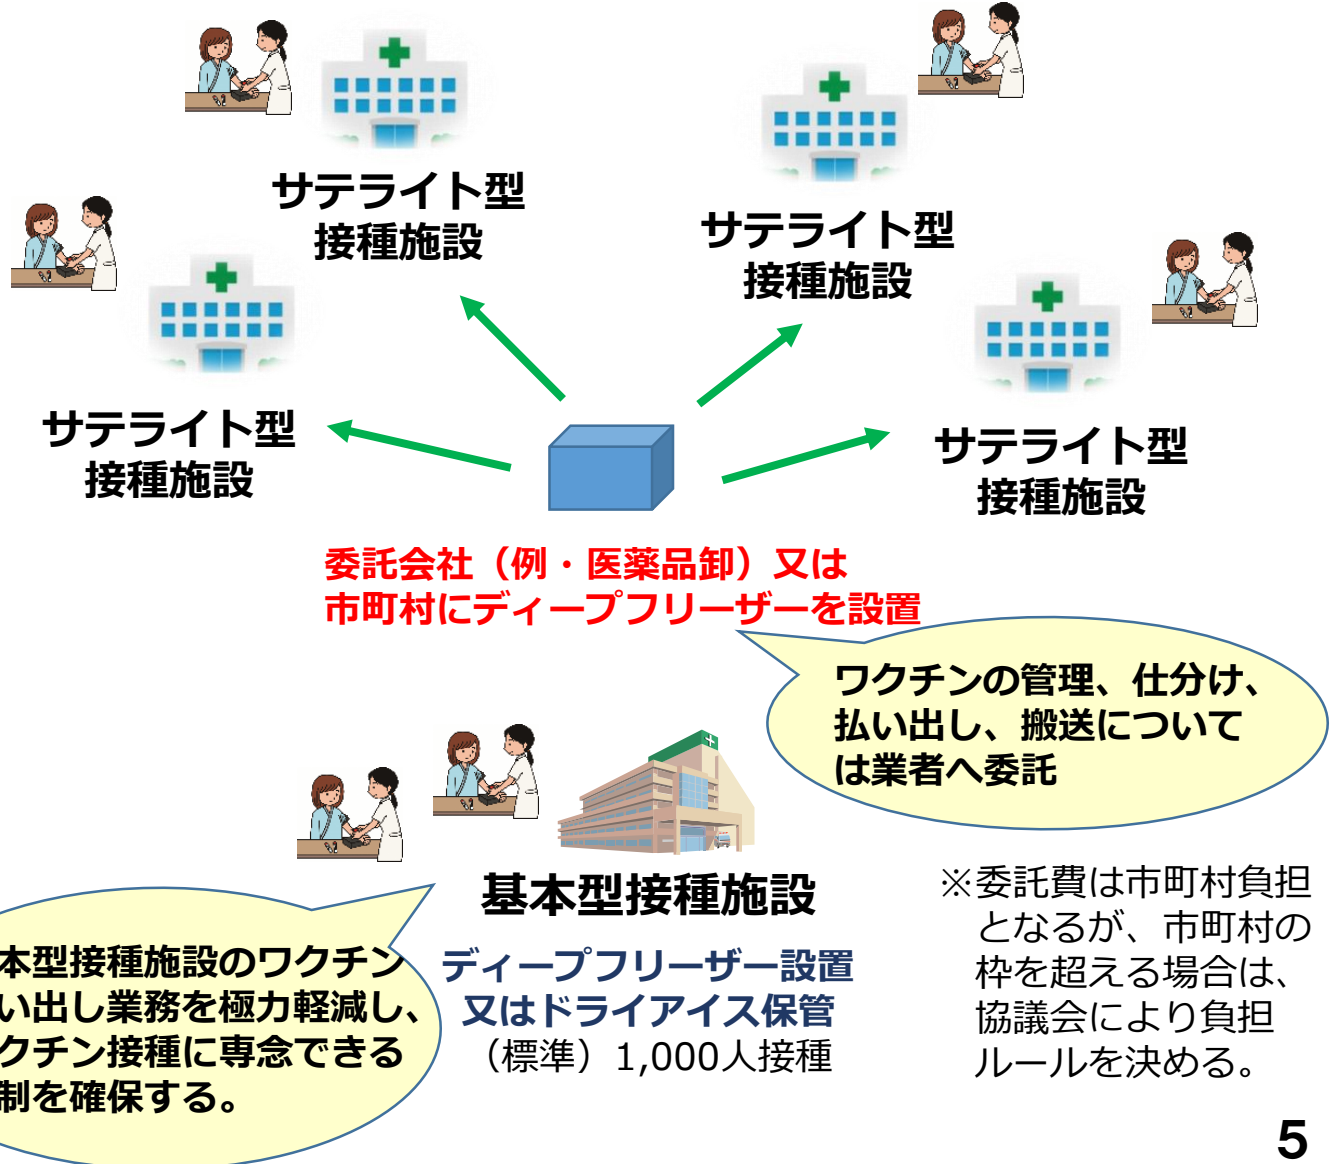 サテライト型
接種施設
サテライト型
接種施設
サテライト型
接種施設
サテライト型
接種施設
委託会社（例・医薬品卸）又は
市町村にディープフリーザーを設置
ワクチンの管理、仕分け、
払い出し、搬送について
は業者へ委託
基本型接種施設
ディープフリーザー設置
又はドライアイス保管
（標準）1,000人接種
本型接種施設のワクチン
い出し業務を極力軽減し、
クチン接種に専念できる
制を確保する。
※委託費は市町村負担
となるが、市町村の
枠を超える場合は、
協議会により負担
ルールを決める。
5